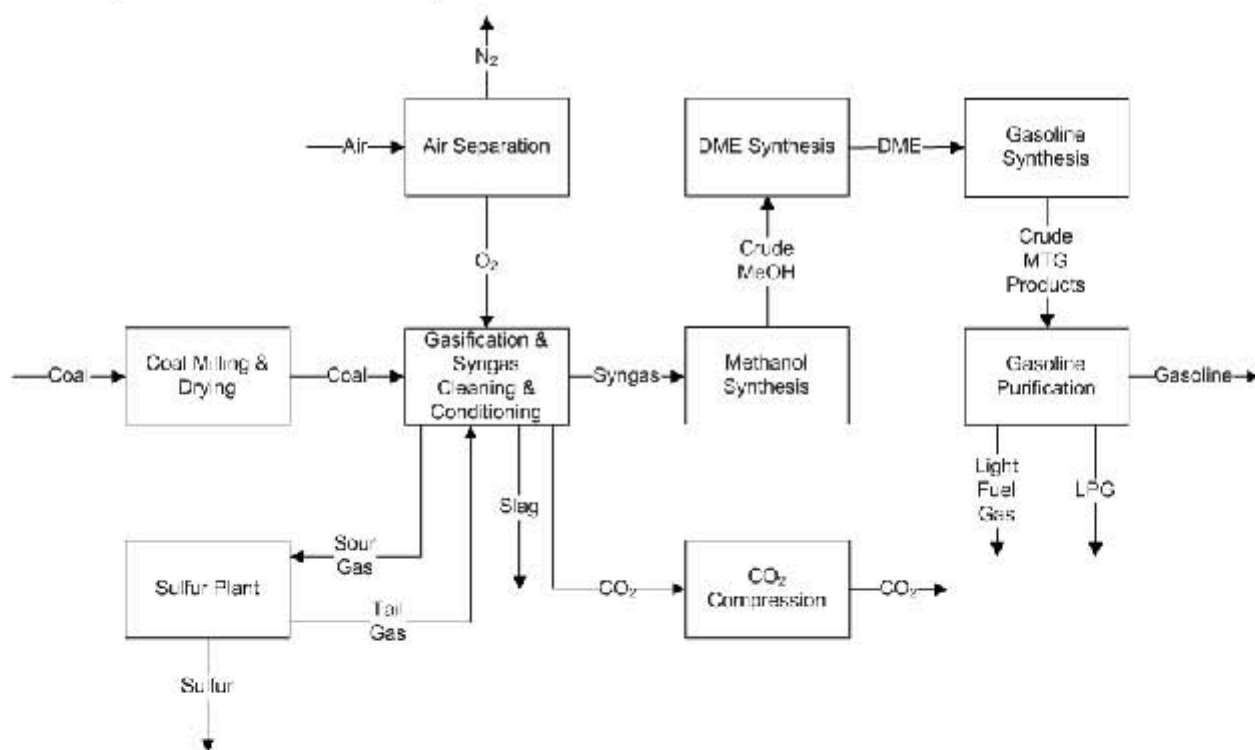 N₂
Air
Air Separation
DME Synthesis
DME
Gasoline
Synthesis
O₂
Crude
MeOH
Crude
MTG
Products
Coal
Coal Milling &
Drying
Coal
Gasification &
Syngas
Cleaning &
Conditioning
Syngas
Methanol
Synthesis
Gasoline
Purification
Gasoline
Light
Fuel
Gas
LPG
Slag
Sour
Gas
Sulfur Plant
Tail
Gas
CO₂
CO₂
Compression
CO₂
Sulfur